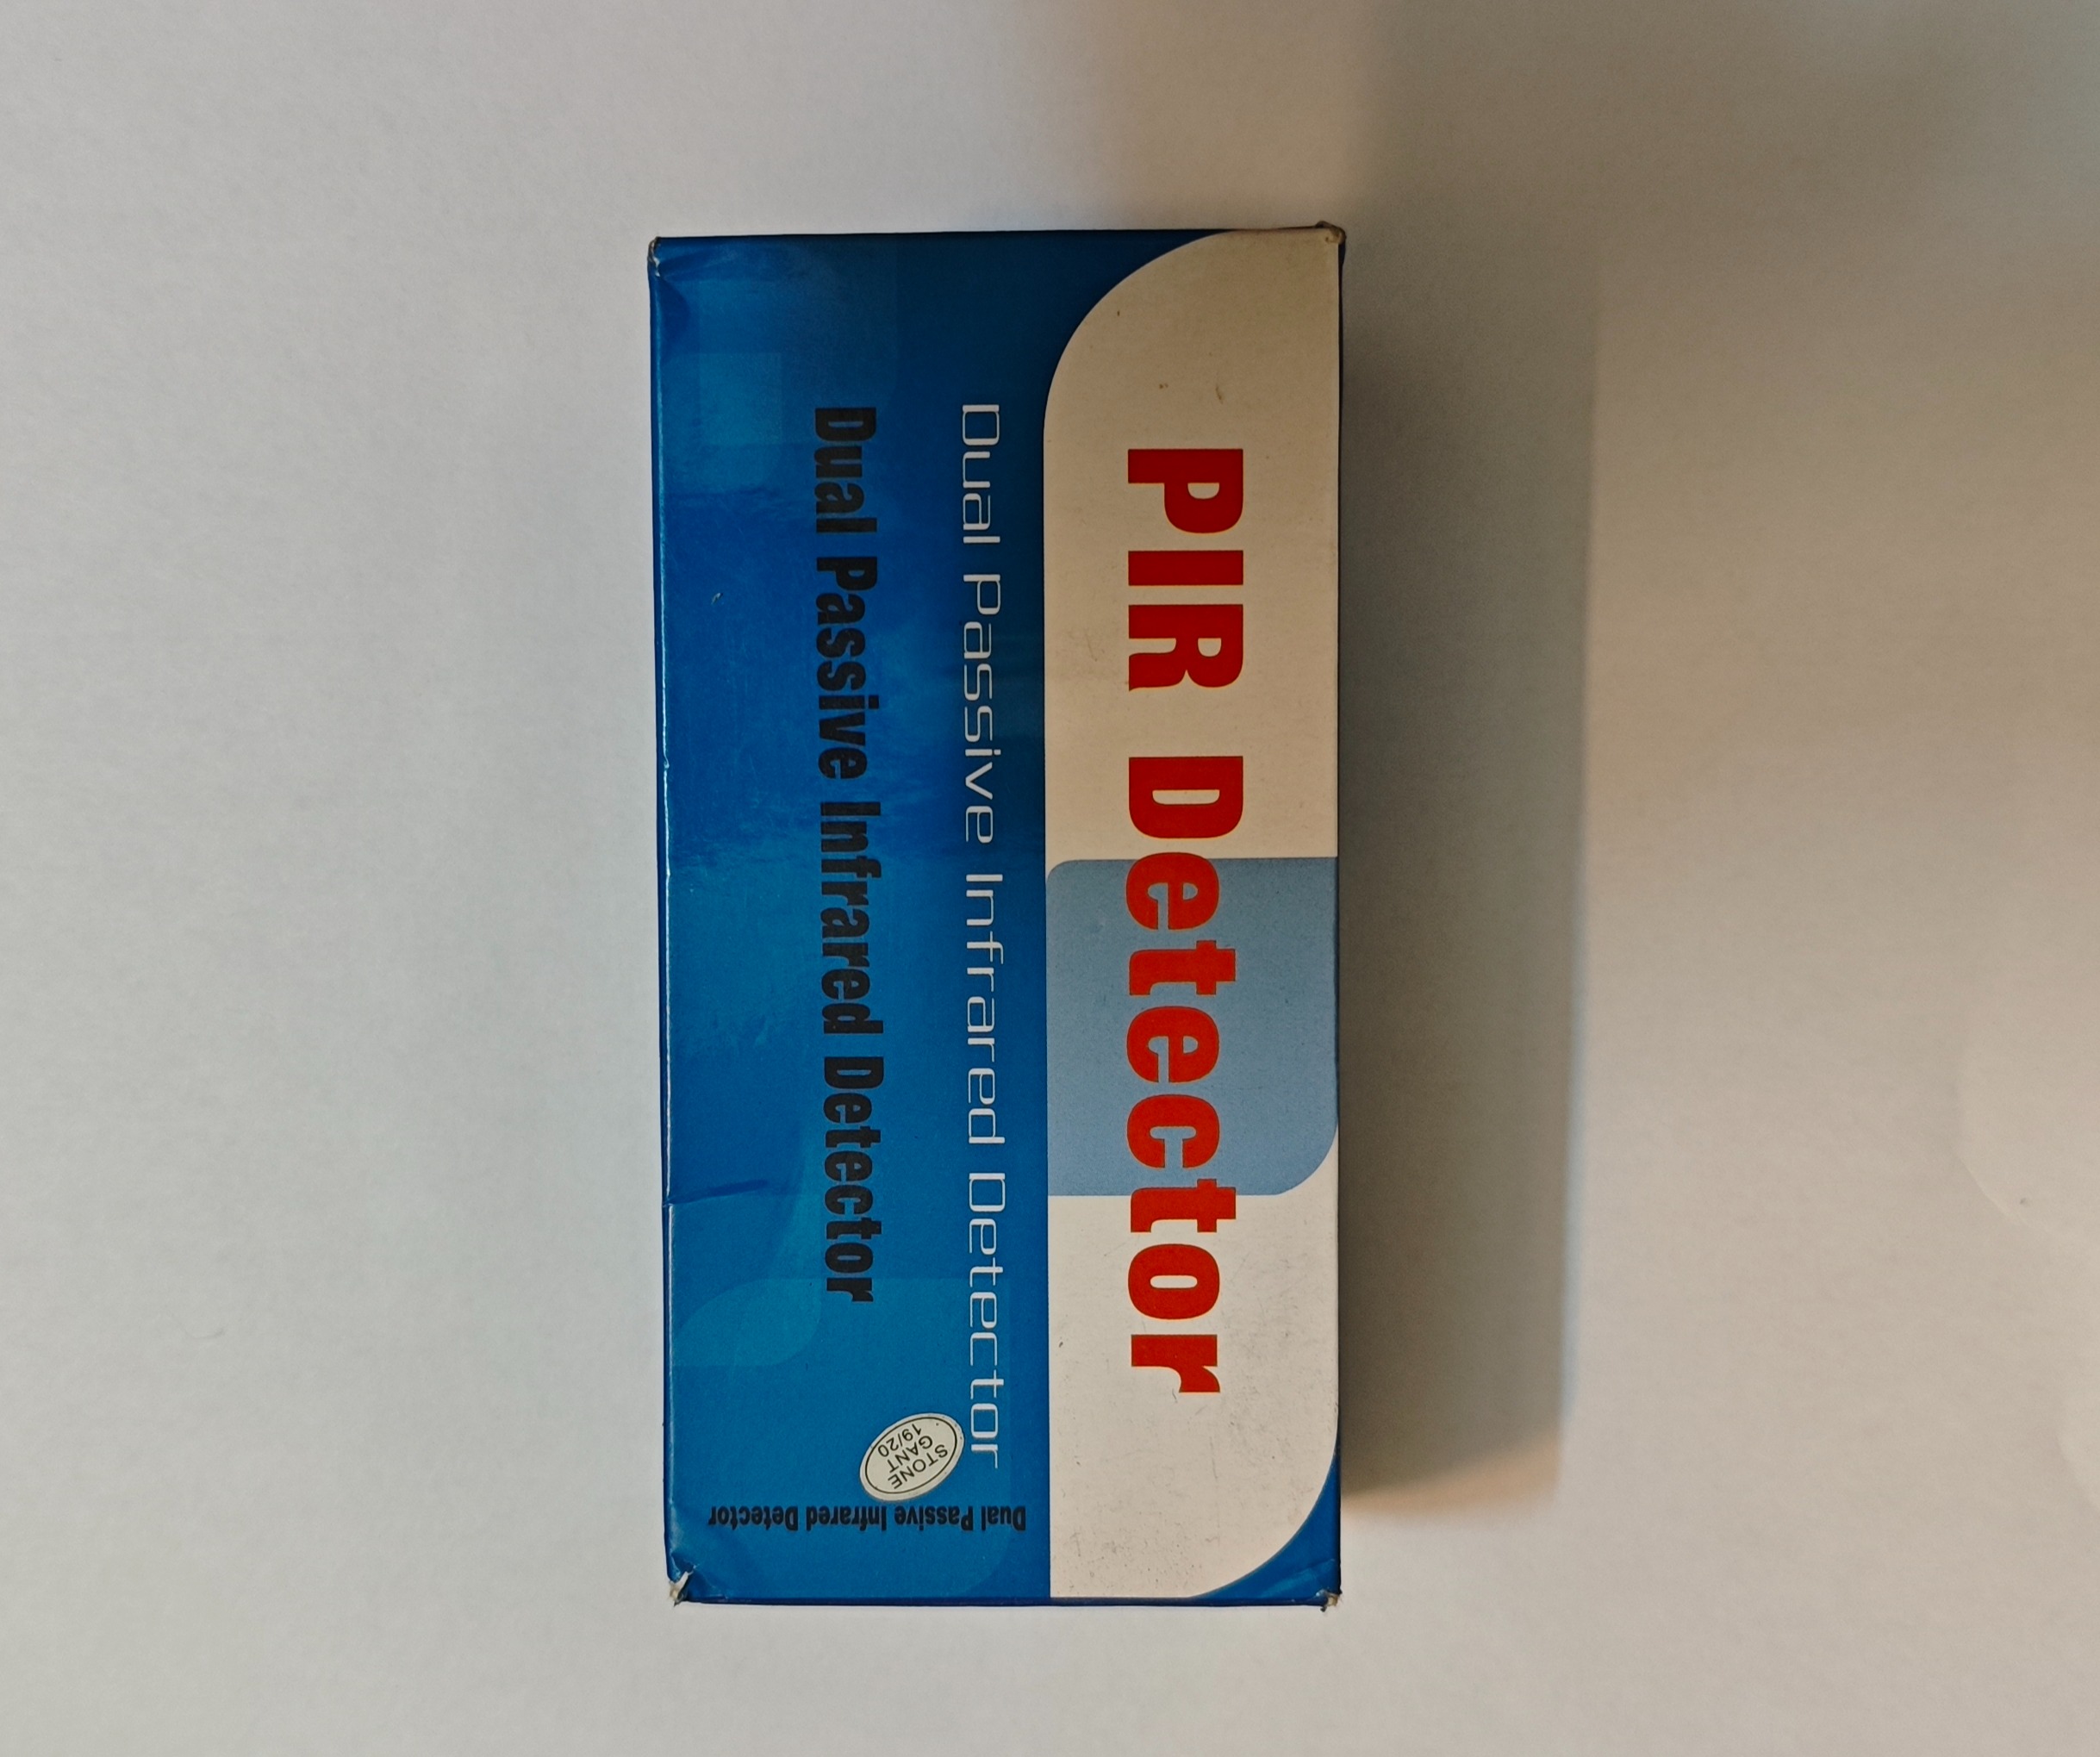 PIR Detector
Dual Passive Infrared Detector
Dual Passive Infrared Detector
STONE
GANT
19/20
Dual Passive Infrared Detector